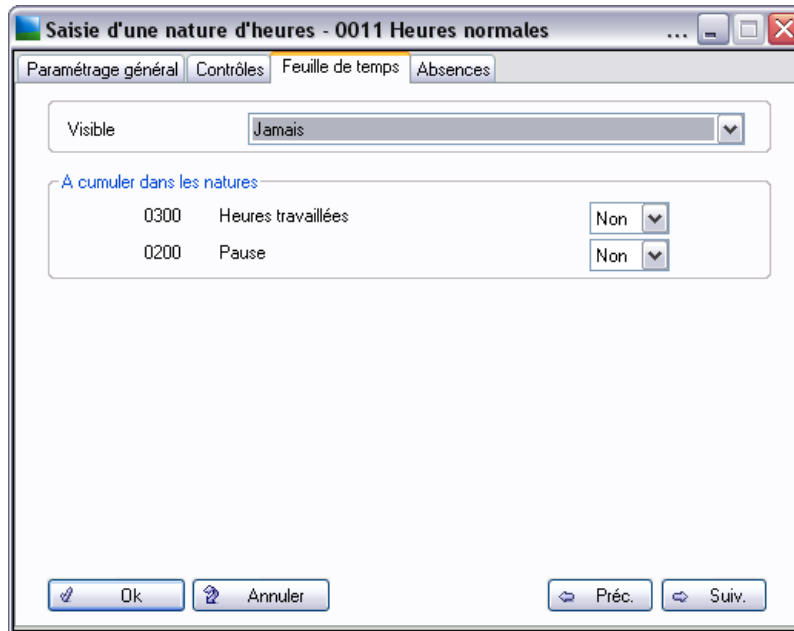 Saisie d'une nature d'heures - 0011 Heures normales ...
Paramétrage général Contrôles Feuille de temps Absences
Visible Jamais
A cumuler dans les natures
0300 Heures travaillées Non
0200 Pause Non
Ok Annuler Préc. Suiv.